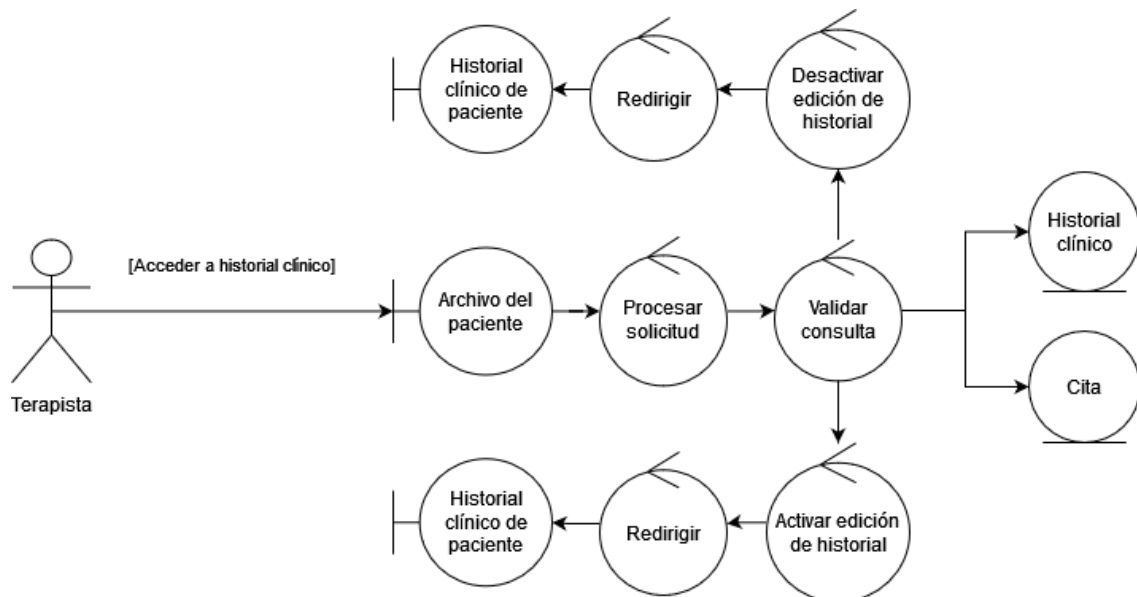 Historial
clínico de
paciente
Redirigir
Desactivar
edición de
historial
Historial
clínico
[Acceder a historial clínico]
Archivo del
paciente
Procesar
solicitud
Validar
consulta
Cita
Terapista
Historial
clínico de
paciente
Redirigir
Activar edición
de historial